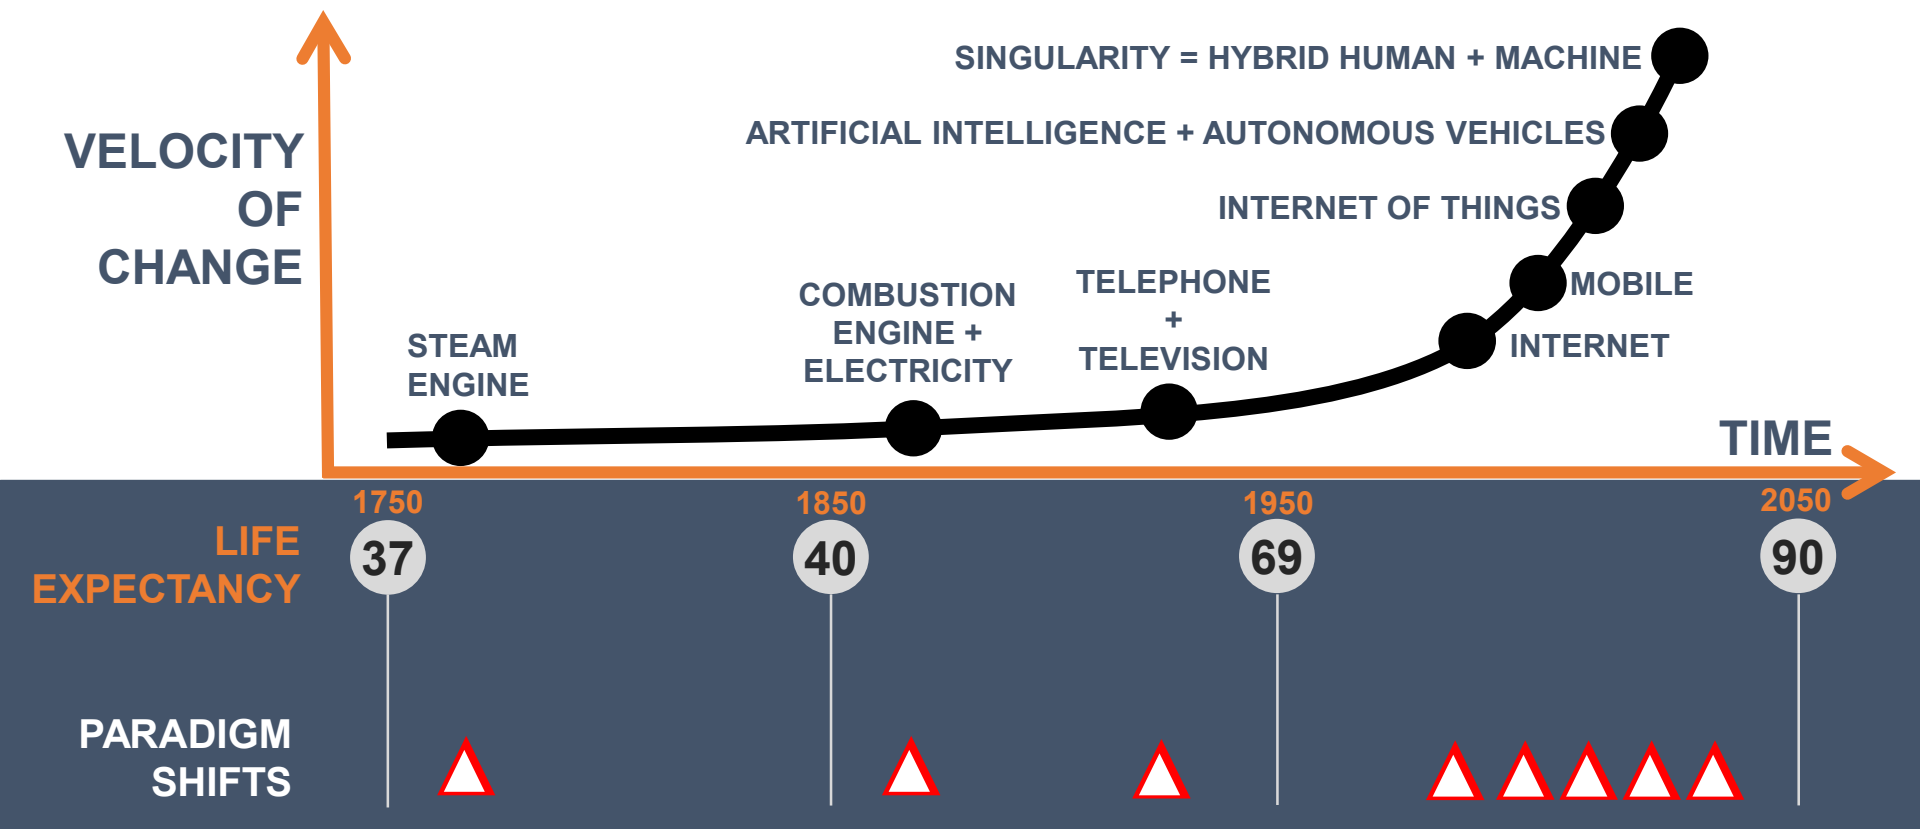 VELOCITY
OF
CHANGE
SINGULARITY = HYBRID HUMAN + MACHINE
ARTIFICIAL INTELLIGENCE + AUTONOMOUS VEHICLES
INTERNET OF THINGS
MOBILE
INTERNET
TELEPHONE
+
TELEVISION
COMBUSTION
ENGINE +
ELECTRICITY
STEAM
ENGINE
TIME
1750
1850
1950
2050
LIFE
EXPECTANCY
37
40
69
90
PARADIGM
SHIFTS